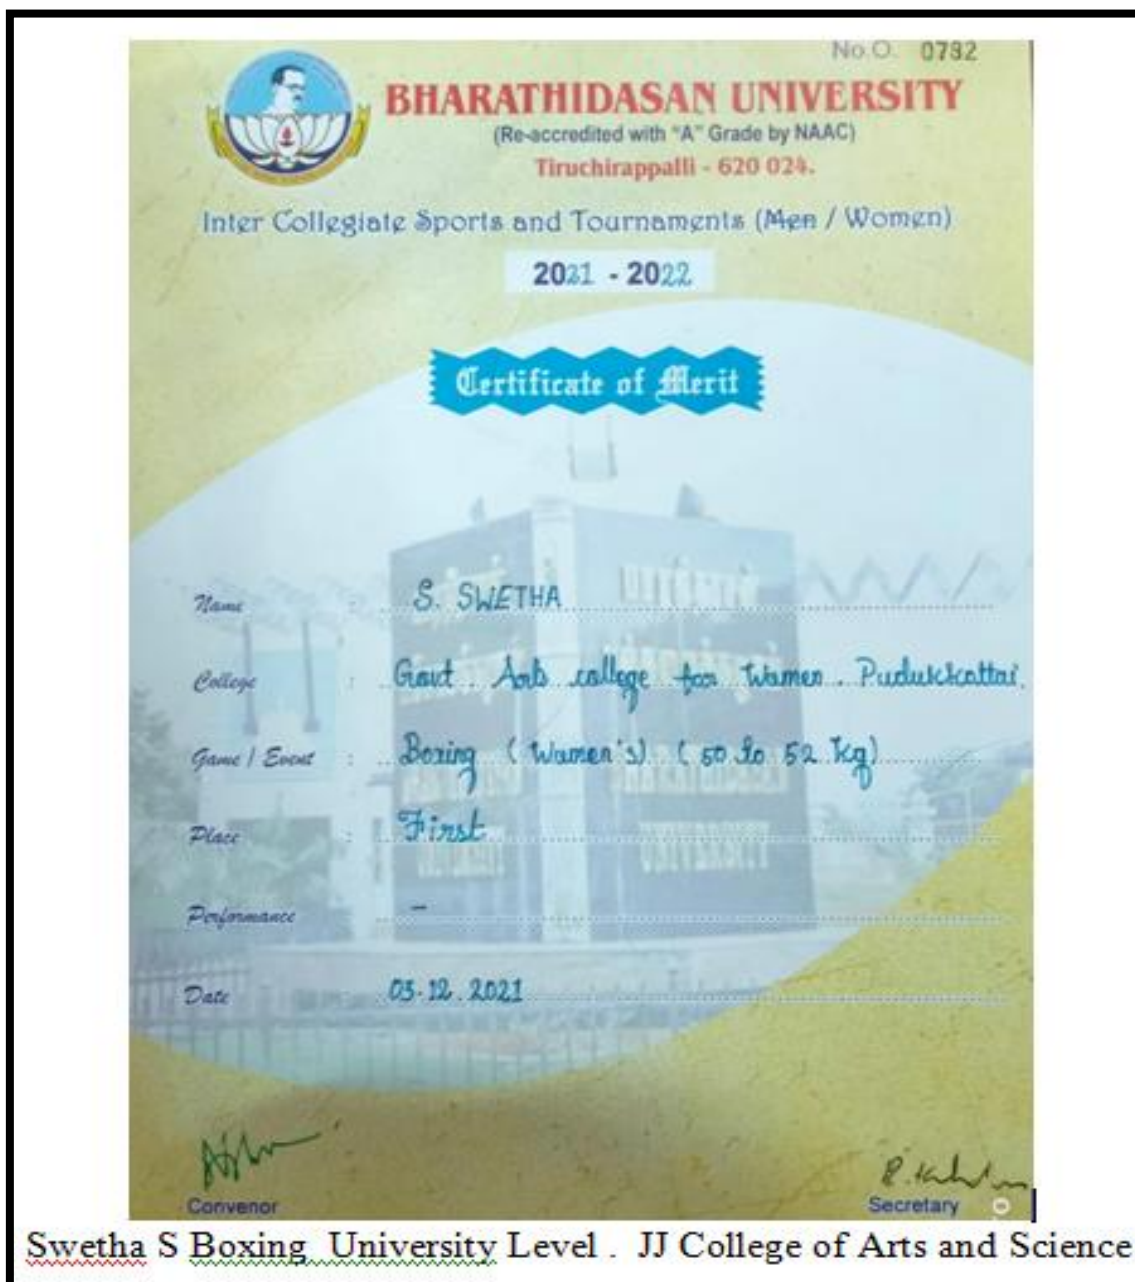 No.O. 0732
BHARATHIDASAN UNIVERSITY
(Re-accredited with "A" Grade by NAAC)
Tiruchirappalli - 620 024.
Inter Collegiate Sports and Tournaments (Men / Women)
2021 - 2022
Certificate of Merit
Name : S. SWETHA
College : Govt Arts college for Women. Pudukkottai.
Game / Event : Boxing (Women's) (50 to 52 Kg)
Place : First
Performance –
Date 03.12.2021
UNIVERSITY
Convenor
Secretary
Swetha S Boxing University Level . JJ College of Arts and Science